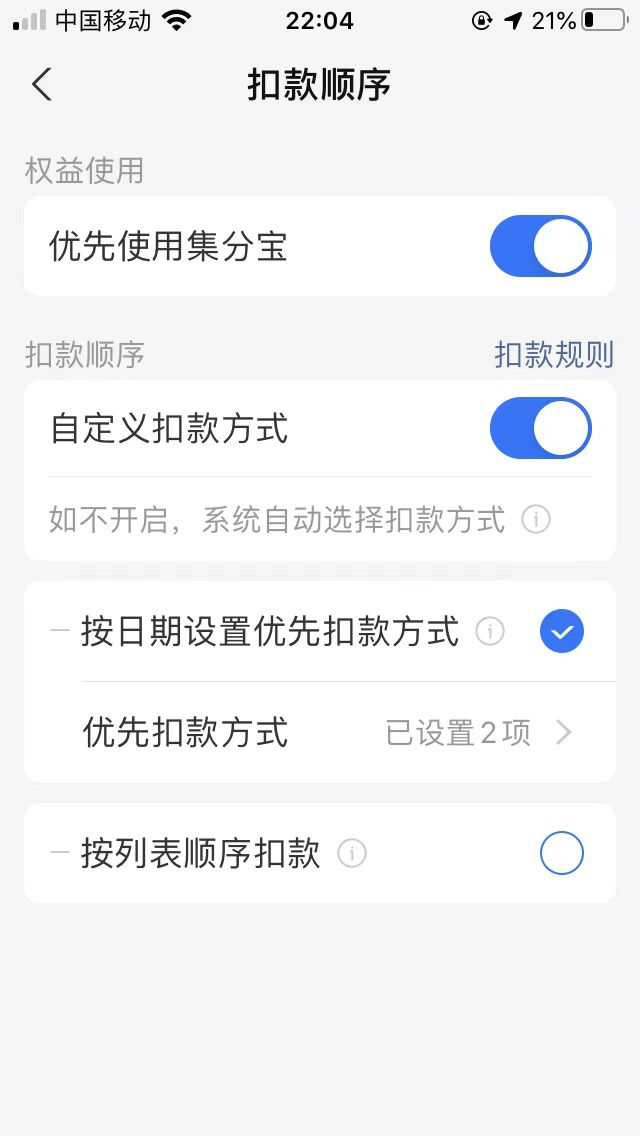 中国移动 22:04 21%
扣款顺序
权益使用
优先使用集分宝
扣款顺序 扣款规则
自定义扣款方式
如不开启，系统自动选择扣款方式
按日期设置优先扣款方式
优先扣款方式 已设置2项
按列表顺序扣款